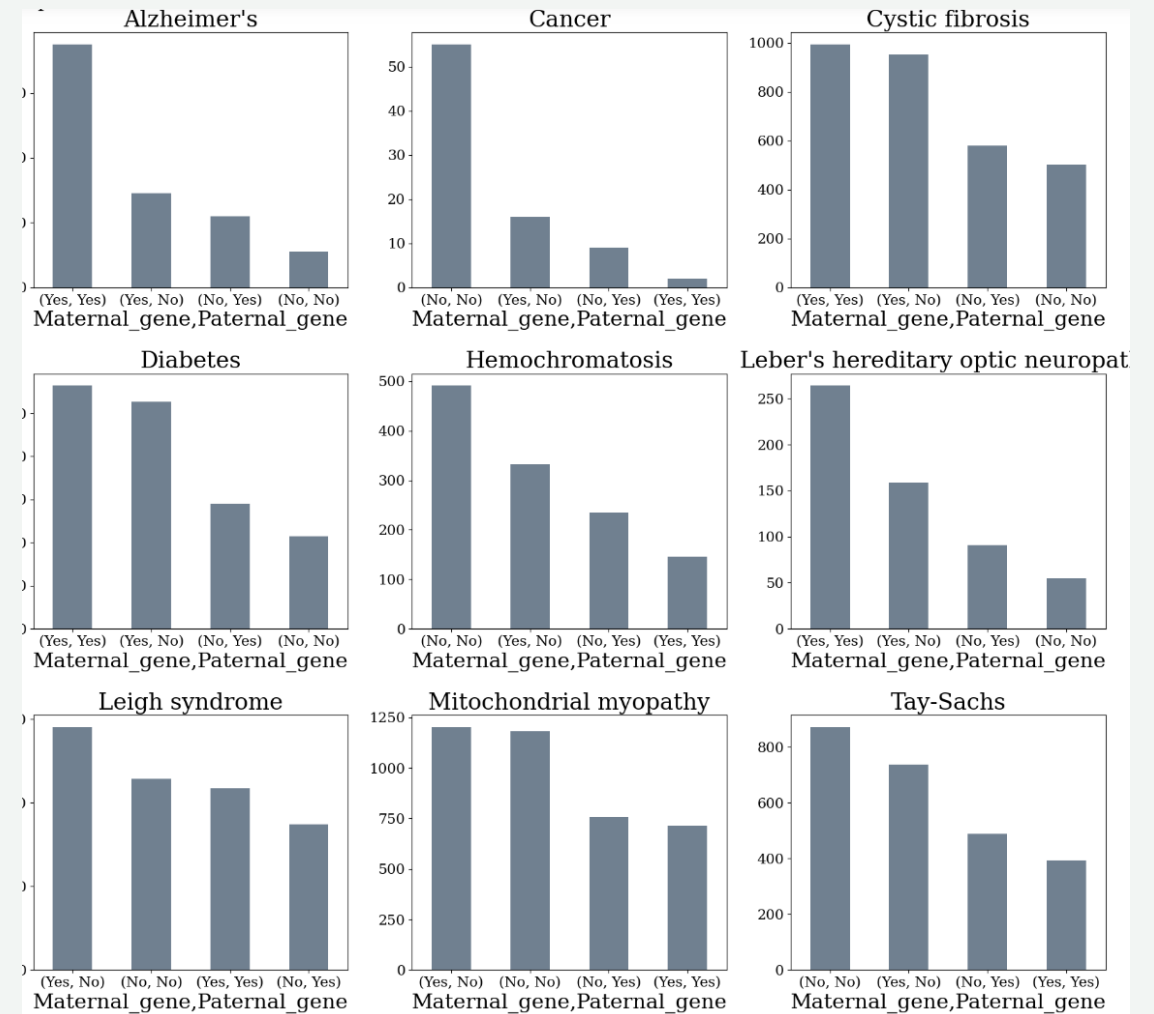 Alzheimer's
(Yes, Yes) (Yes, No) (No, Yes) (No, No)
Maternal_gene,Paternal_gene
Cancer
50
40
30
20
10
0
(No, No) (Yes, No) (No, Yes) (Yes, Yes)
Maternal_gene,Paternal_gene
Cystic fibrosis
1000
800
600
400
200
0
(Yes, Yes) (Yes, No) (No, Yes) (No, No)
Maternal_gene,Paternal_gene
Diabetes
(Yes, Yes) (Yes, No) (No, Yes) (No, No)
Maternal_gene,Paternal_gene
Hemochromatosis
500
400
300
200
100
0
(No, No) (Yes, No) (No, Yes) (Yes, Yes)
Maternal_gene,Paternal_gene
Leber's hereditary optic neuropat
250
200
150
100
50
0
(Yes, Yes) (Yes, No) (No, Yes) (No, No)
Maternal_gene,Paternal_gene
Leigh syndrome
(Yes, No) (No, No) (Yes, Yes) (No, Yes)
Maternal_gene,Paternal_gene
Mitochondrial myopathy
1250
1000
750
500
250
0
(Yes, No) (No, No) (No, Yes) (Yes, Yes)
Maternal_gene,Paternal_gene
Tay-Sachs
800
600
400
200
0
(No, No) (Yes, No) (No, Yes) (Yes, Yes)
Maternal_gene,Paternal_gene